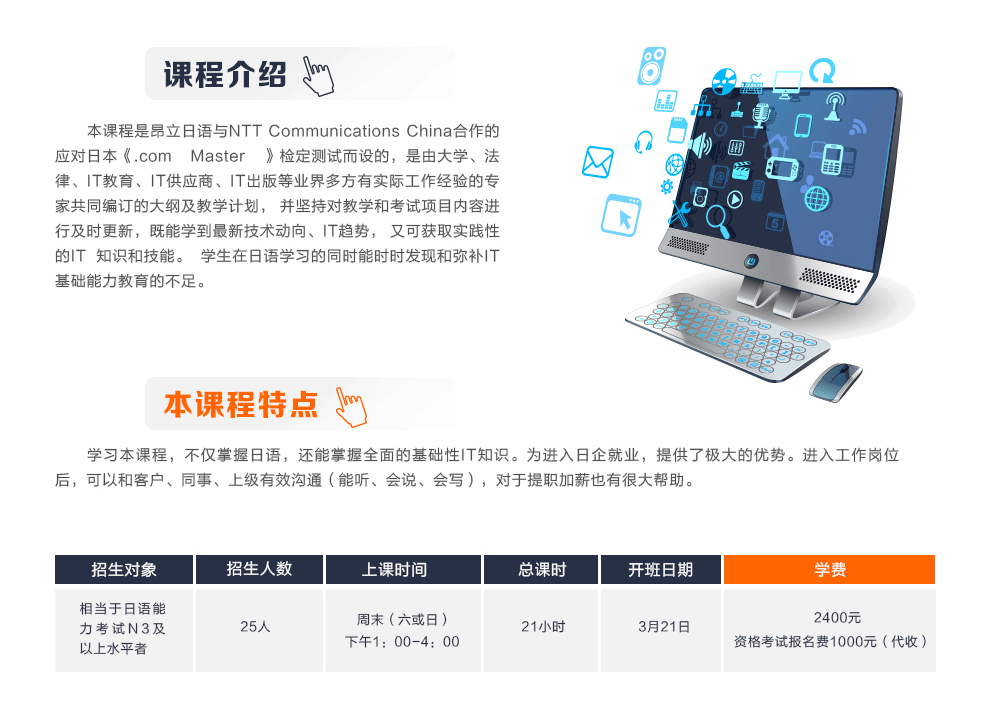 课程介绍
本课程是昂立日语与NTT Communications China合作的
应对日本《.com Master 》检定测试而设的，是由大学、法
律、IT教育、IT供应商、IT出版等业界多方有实际工作经验的专
家共同编订的大纲及教学计划， 并坚持对教学和考试项目内容进
行及时更新，既能学到最新技术动向、IT趋势， 又可获取实践性
的IT 知识和技能。 学生在日语学习的同时能时时发现和弥补IT
基础能力教育的不足。
本课程特点
学习本课程，不仅掌握日语，还能掌握全面的基础性IT知识。为进入日企就业，提供了极大的优势。进入工作岗位
后，可以和客户、同事、上级有效沟通（能听、会说、会写），对于提职加薪也有很大帮助。
招生对象 招生人数 上课时间 总课时 开班日期 学费
相当于日语能
力考试N3及
以上水平者
25人
周末（六或日）
下午1：00-4：00
21小时
3月21日
2400元
资格考试报名费1000元（代收）
5